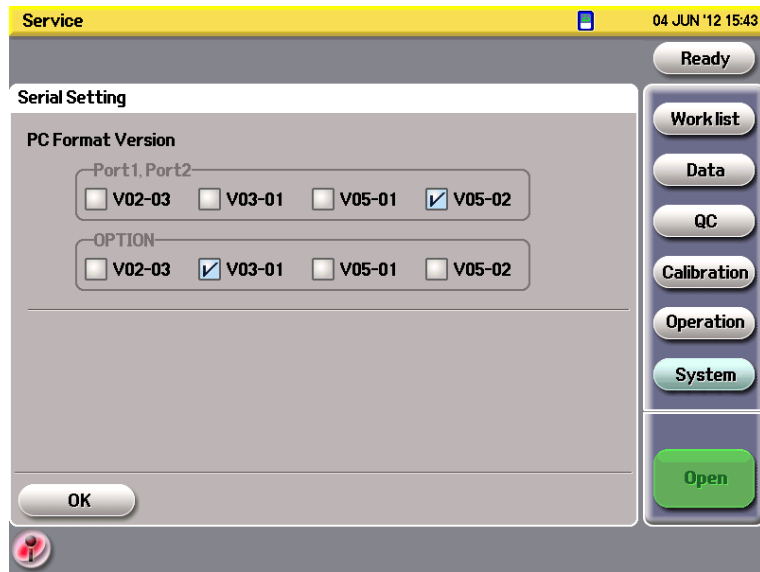 Service
04 JUN '12 15:43
Ready
Serial Setting
PC Format Version
Port1, Port2
V02-03 V03-01 V05-01 V05-02
OPTION
V02-03 V03-01 V05-01 V05-02
OK
Work list
Data
QC
Calibration
Operation
System
Open